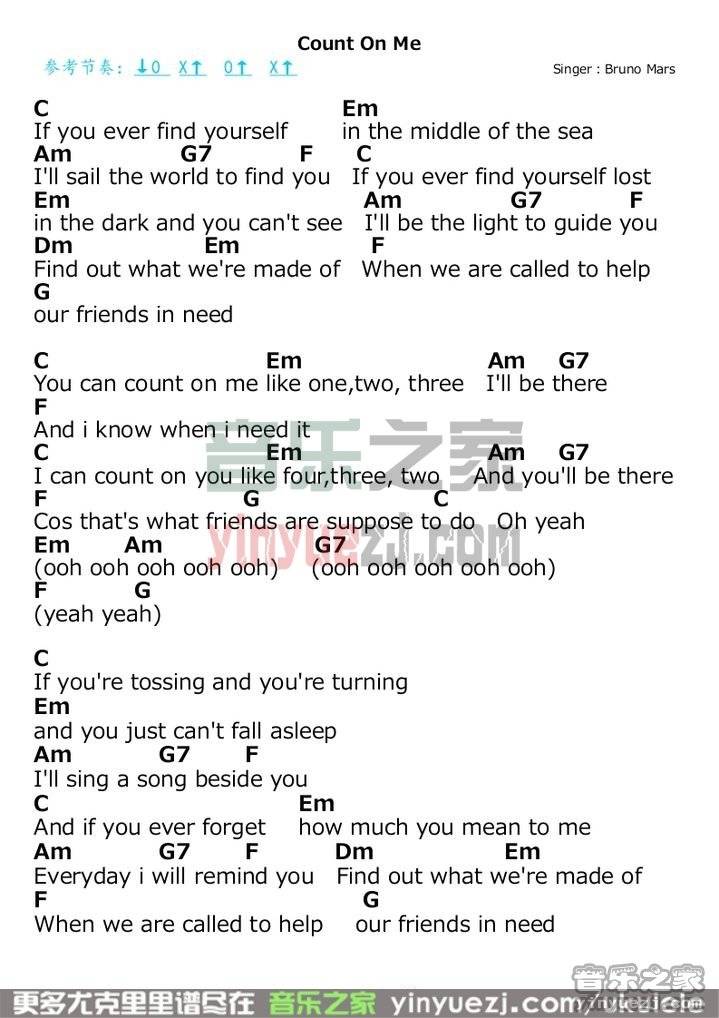 Count On Me
参考节奏：↓O X↑ O↑ X↑
Singer : Bruno Mars
C Em
If you ever find yourself in the middle of the sea
Am G7 F C
I'll sail the world to find you If you ever find yourself lost
Em Am G7 F
in the dark and you can't see I'll be the light to guide you
Dm Em F
Find out what we're made of When we are called to help
G
our friends in need
C Em Am G7
You can count on me like one,two, three I'll be there
F
And i know when i need it
C Em Am G7
I can count on you like four,three, two And you'll be there
F G C
Cos that's what friends are suppose to do Oh yeah
Em Am G7
(ooh ooh ooh ooh ooh) (ooh ooh ooh ooh ooh)
F G
(yeah yeah)
音乐之家
yinyuezj.com
C
If you're tossing and you're turning
Em
and you just can't fall asleep
Am G7 F
I'll sing a song beside you
C Em
And if you ever forget how much you mean to me
Am G7 F Dm Em
Everyday i will remind you Find out what we're made of
F G
When we are called to help our friends in need
音乐之家
更多尤克里里谱尽在 音乐之家 yinyuezj.com
yinyuezj.com